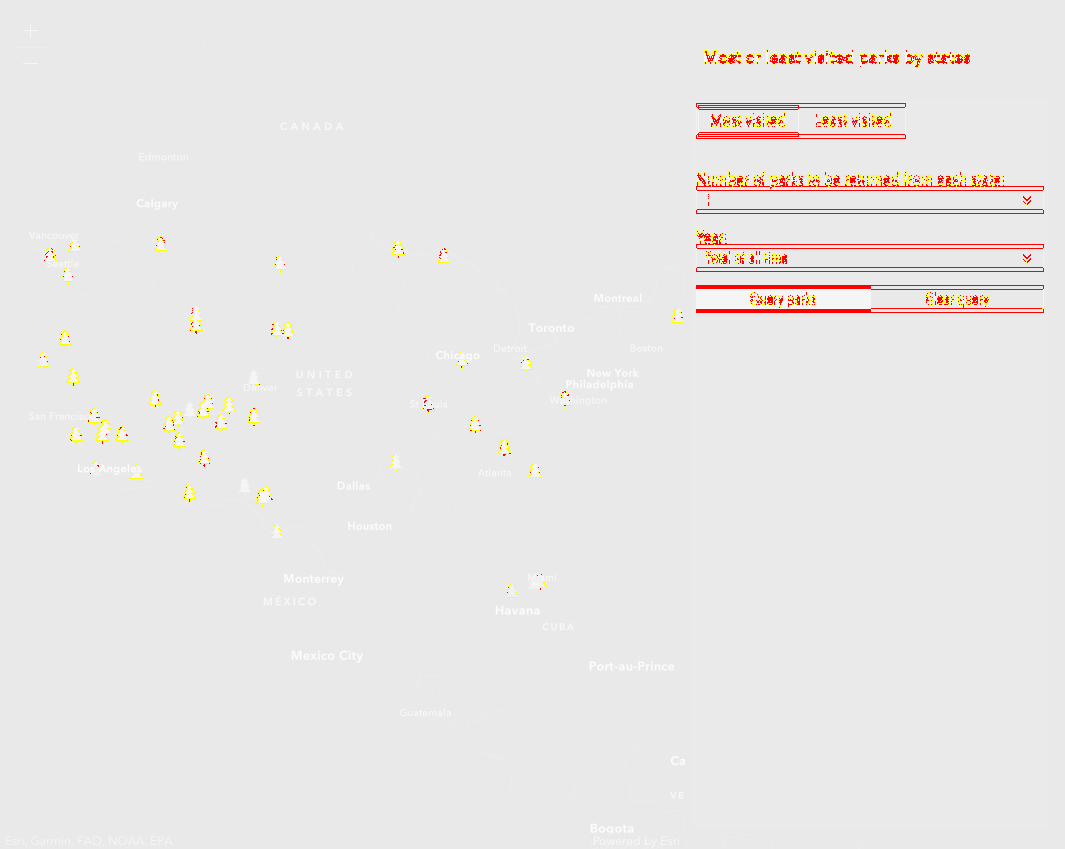 Most or least visited parks by states
Most visited
Least visited
Number of parks to be returned from each state:
1
Year:
Total of all time
Query parks
Clear query
CANADA
Edmonton
Calgary
Vancouver
Seattle
Montreal
Toronto
Chicago
Detroit
Boston
UNITED
STATES
New York
Philadelphia
Denver
St Louis
Washington
San Francisco
Los Angeles
Atlanta
Dallas
Houston
Monterrey
MÉXICO
Miami
Havana
CUBA
Mexico City
Port-au-Prince
Guatemala
Ca
VE
Bogota
Esri, Garmin, FAO, NOAA, EPA
Powered by Esri